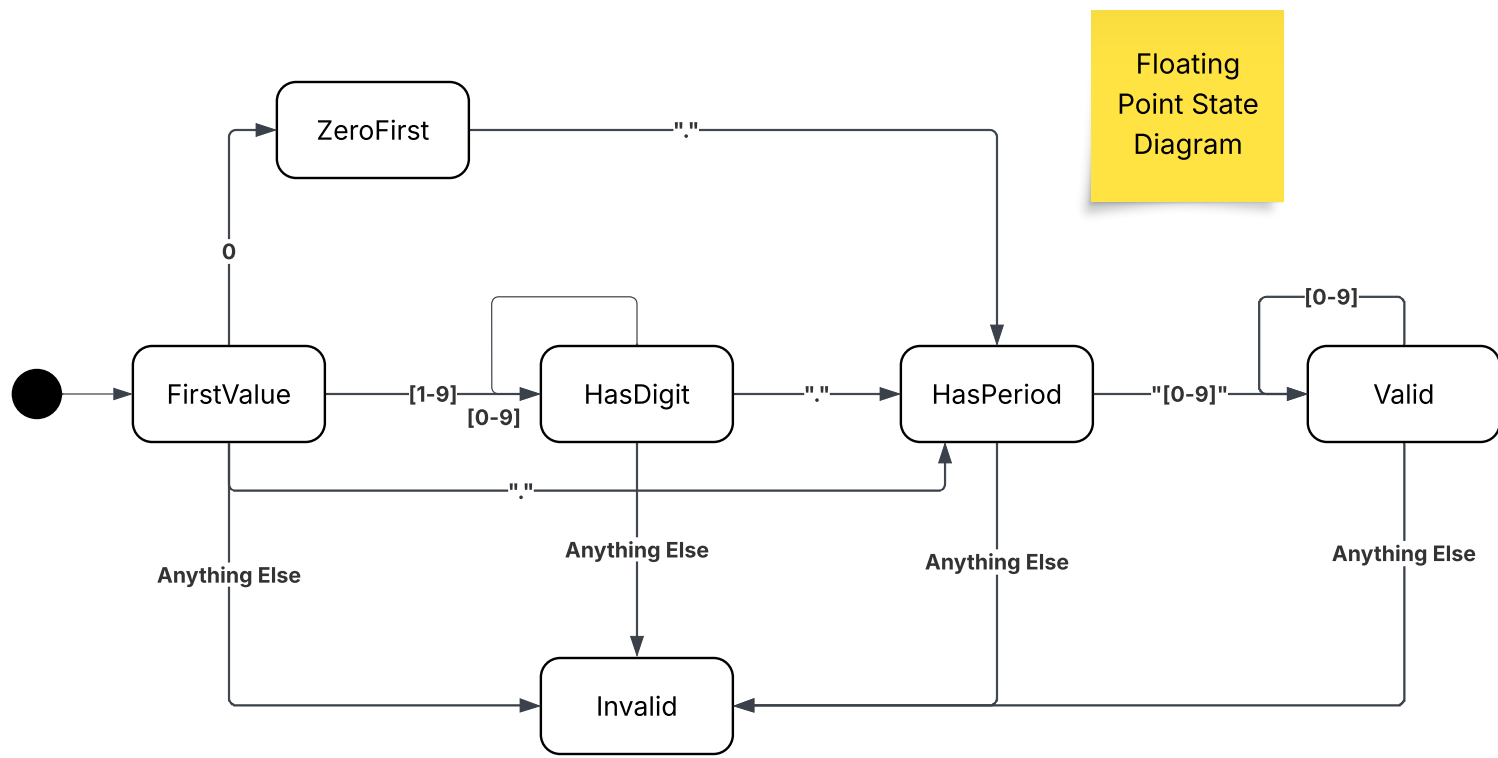 Floating
Point State
Diagram
ZeroFirst
"."
0
[0-9]
FirstValue
[1-9]
HasDigit
"."
HasPeriod
"[0-9]"
Valid
[0-9]
"."
Anything Else
Anything Else
Anything Else
Anything Else
Invalid